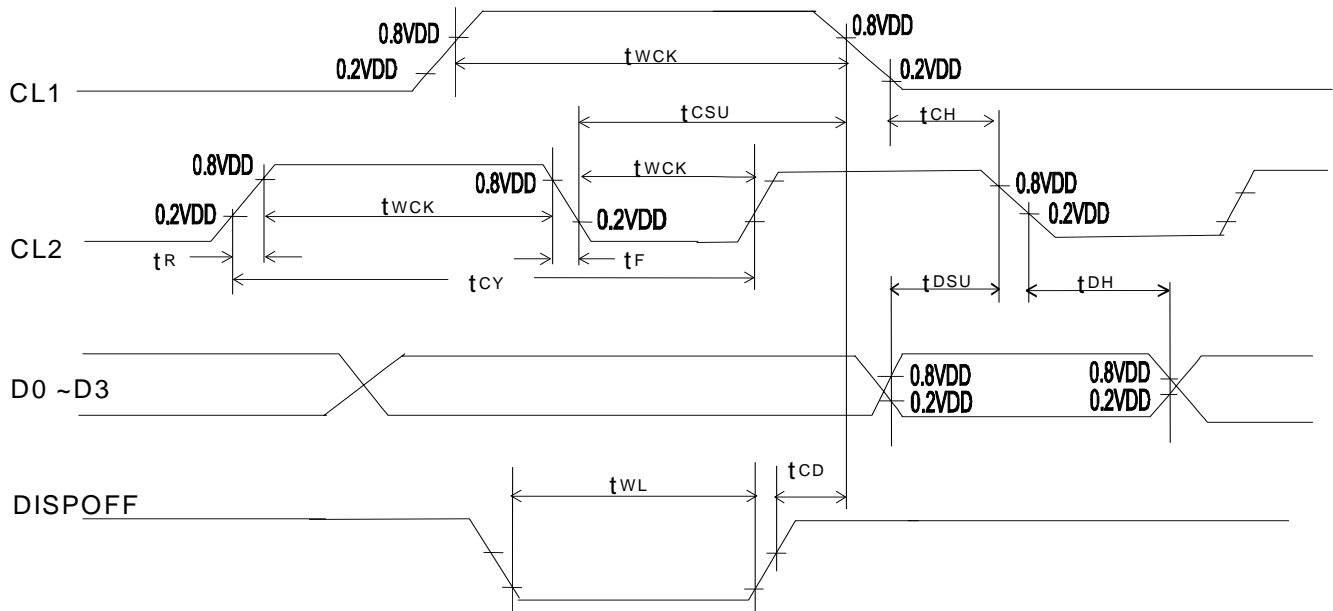 0.8VDD
0.8VDD
0.2VDD
tWCK
0.2VDD
CL1
tCSU
tCH
0.8VDD
0.8VDD
tWCK
0.8VDD
0.2VDD
tWCK
0.2VDD
0.2VDD
CL2
tR
tF
tCY
tDSU
tDH
D0 ~D3
0.8VDD
0.8VDD
0.2VDD
0.2VDD
tCD
tWL
DISPOFF